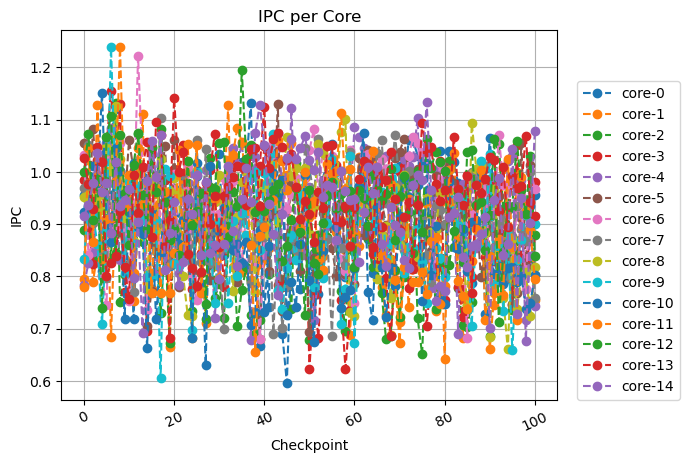 IPC per Core
IPC
1.2
1.1
1.0
0.9
0.8
0.7
0.6
0
20
40
60
80
100
Checkpoint
core-0
core-1
core-2
core-3
core-4
core-5
core-6
core-7
core-8
core-9
core-10
core-11
core-12
core-13
core-14